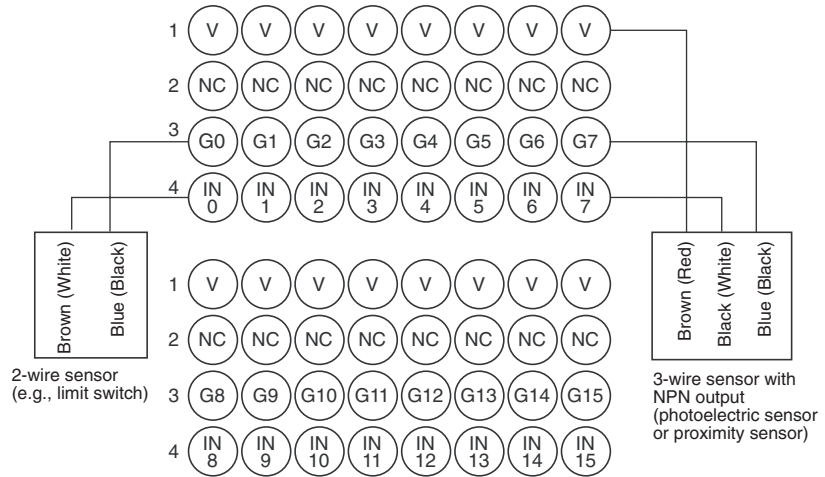 1 V V V V V V V V
2 NC NC NC NC NC NC NC NC
3 G0 G1 G2 G3 G4 G5 G6 G7
4 IN 0 IN 1 IN 2 IN 3 IN 4 IN 5 IN 6 IN 7
Brown (White)
Blue (Black)
2-wire sensor
(e.g., limit switch)
Brown (Red)
Black (White)
Blue (Black)
3-wire sensor with
NPN output
(photoelectric sensor
or proximity sensor)
1 V V V V V V V V
2 NC NC NC NC NC NC NC NC
3 G8 G9 G10 G11 G12 G13 G14 G15
4 IN 8 IN 9 IN 10 IN 11 IN 12 IN 13 IN 14 IN 15